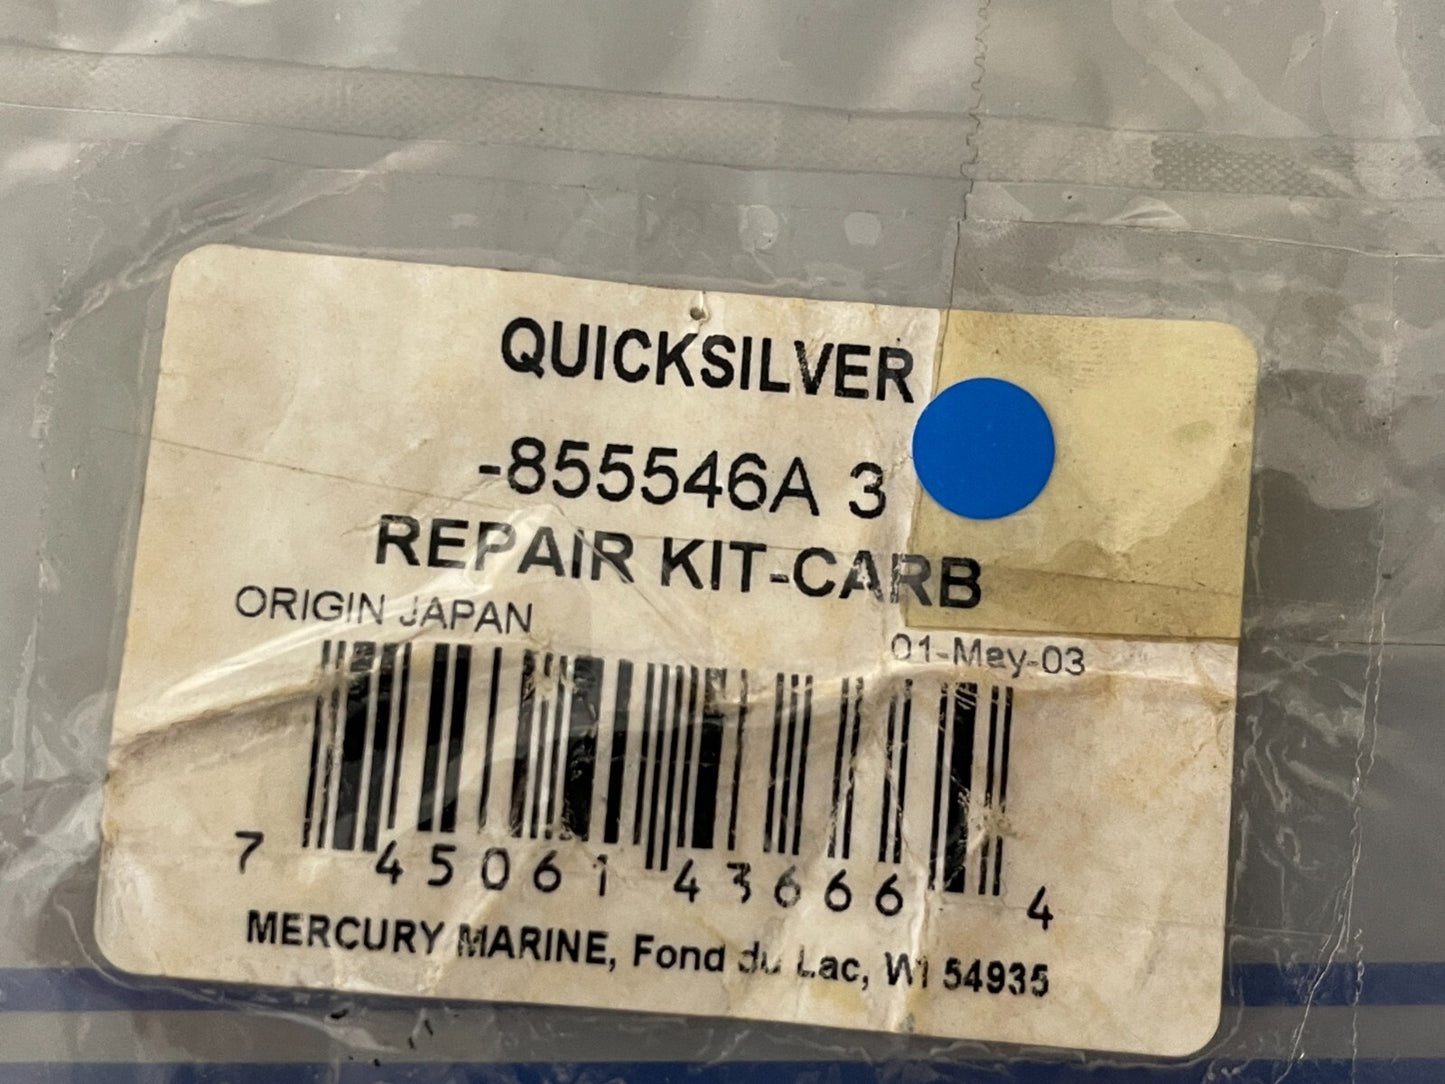 QUICKSILVER
-855546A 3
REPAIR KIT-CARB
ORIGIN JAPAN
01-May-03
7 45061 43666 4
MERCURY MARINE, Fond du Lac, WI 54935